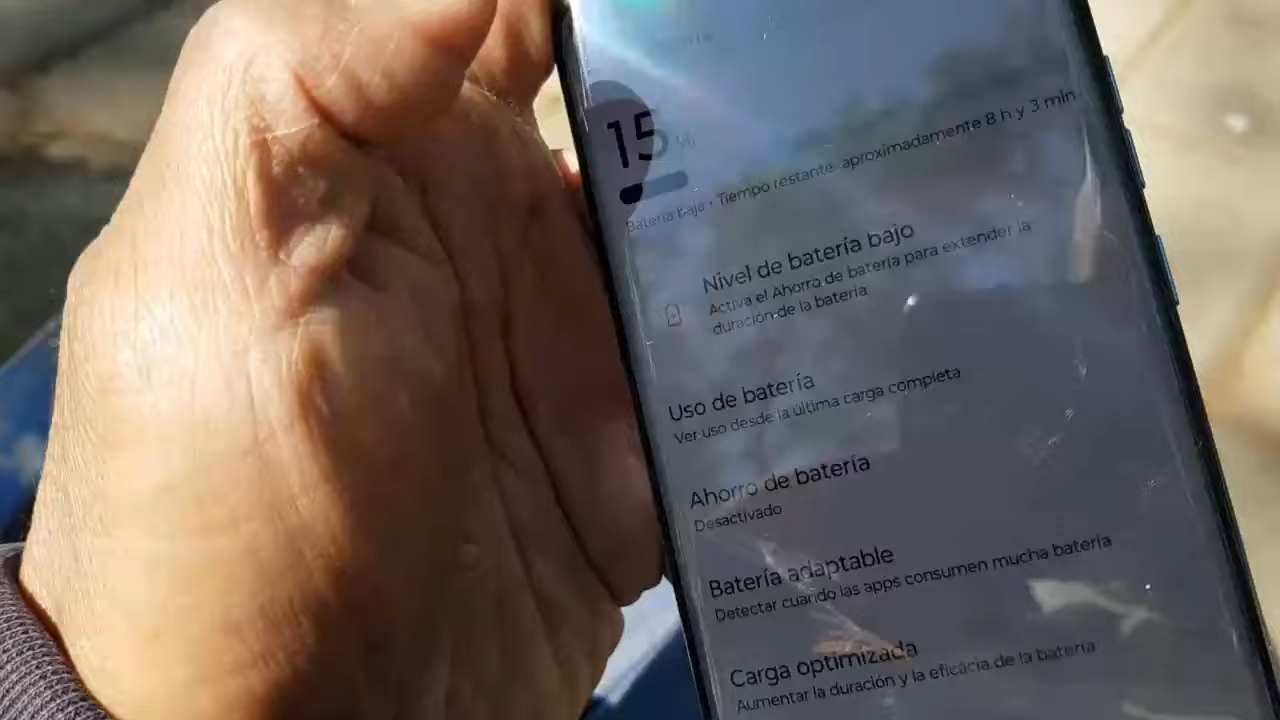 15 %
Batería baja • Tiempo restante: aproximadamente 8 h y 3 min
Nivel de batería bajo
Activa el Ahorro de batería para extender la
duración de la batería
Uso de batería
Ver uso desde la última carga completa
Ahorro de batería
Desactivado
Batería adaptable
Detectar cuando las apps consumen mucha batería
Carga optimizada
Aumentar la duración y la eficacia de la batería